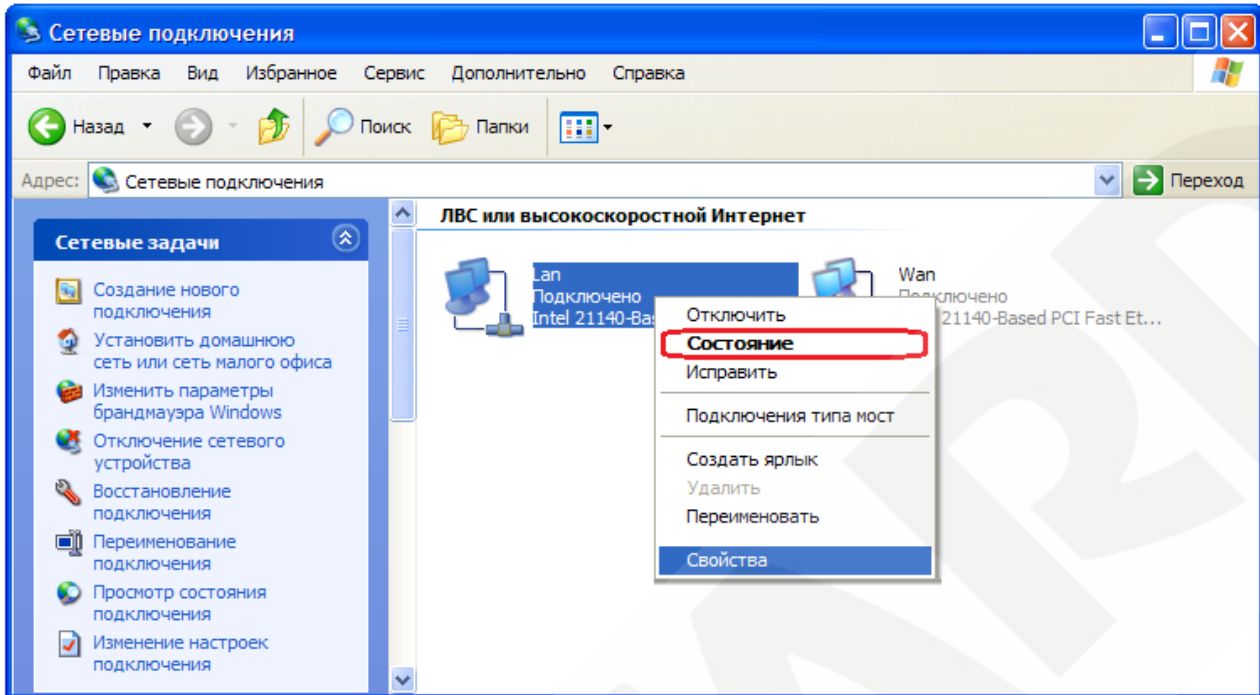 Сетевые подключения
Файл Правка Вид Избранное Сервис Дополнительно Справка
Назад Поиск Папки
Адрес: Сетевые подключения Переход
Сетевые задачи
Создание нового
подключения
Установить домашнюю
сеть или сеть малого офиса
Изменить параметры
брандмауэра Windows
Отключение сетевого
устройства
Восстановление
подключения
Переименование
подключения
Просмотр состояния
подключения
Изменение настроек
подключения
ЛВС или высокоскоростной Интернет
Lan
Подключено
Intel 21140-Ba
Wan
Подключено
21140-Based PCI Fast Et...
Отключить
Состояние
Исправить
Подключения типа мост
Создать ярлык
Удалить
Переименовать
Свойства